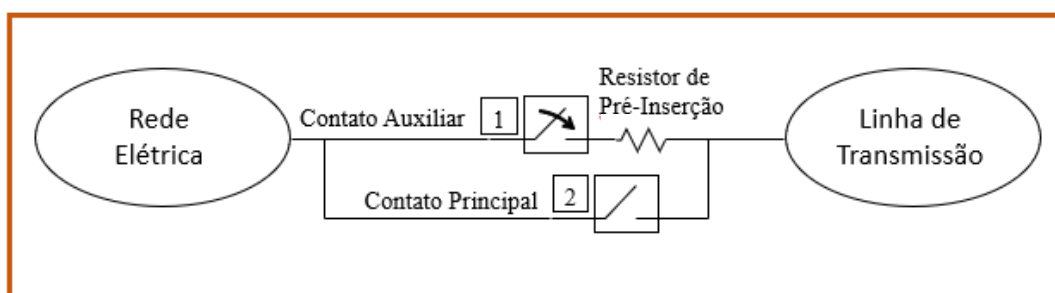 Rede
Elétrica
Contato Auxiliar
1
Resistor de
Pré-Inserção
Linha de
Transmissão
Contato Principal
2